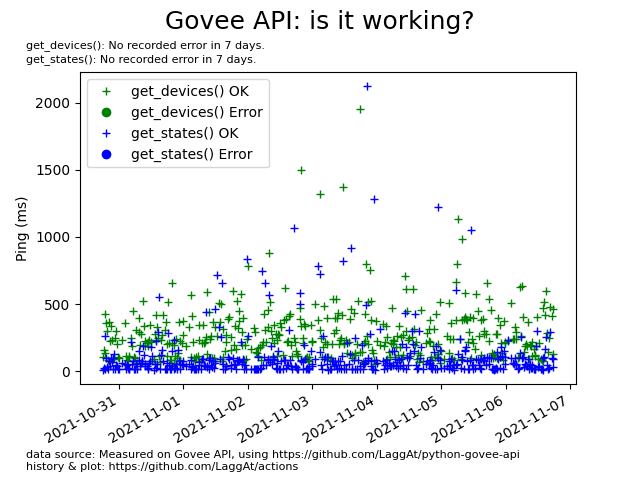 Govee API: is it working?
get_devices(): No recorded error in 7 days.
get_states(): No recorded error in 7 days.
get_devices() OK
get_devices() Error
get_states() OK
get_states() Error
Ping (ms)
2000
1500
1000
500
0
2021-10-31
2021-11-01
2021-11-02
2021-11-03
2021-11-04
2021-11-05
2021-11-06
2021-11-07
data source: Measured on Govee API, using https://github.com/LaggAt/python-govee-api
history & plot: https://github.com/LaggAt/actions